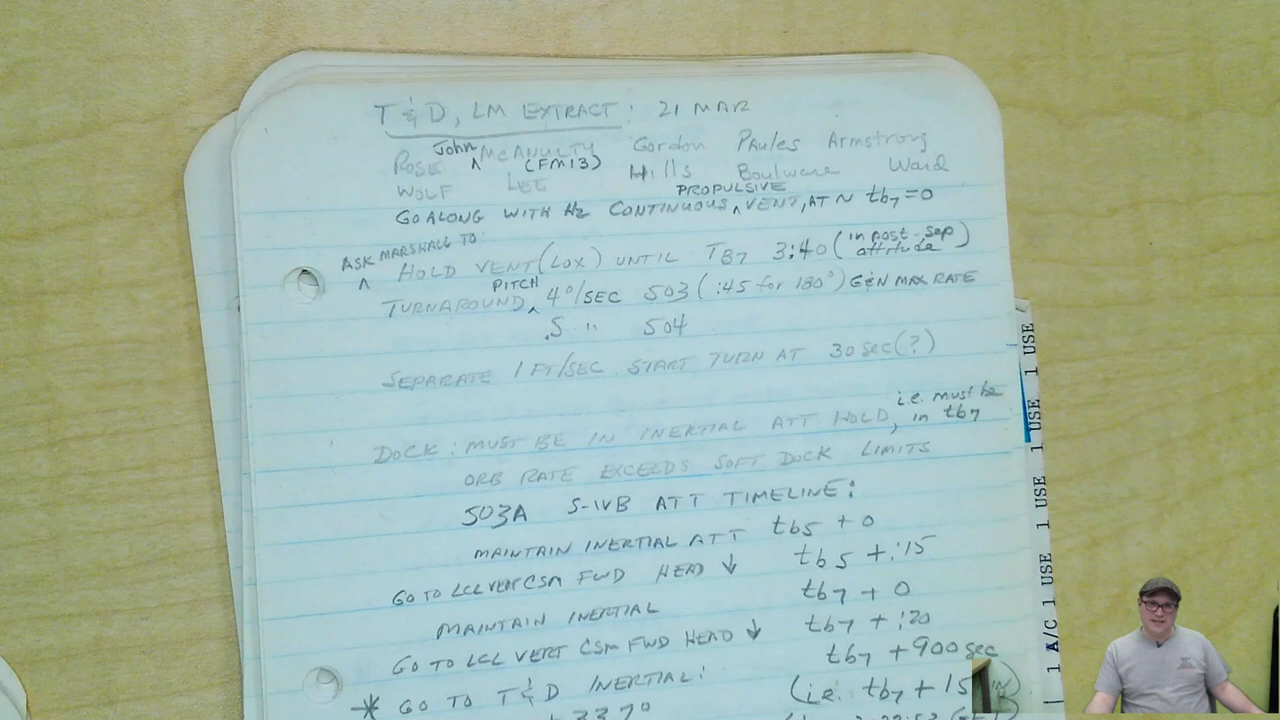 T & D, LM EXTRACT: 21 MAR
ROSE John ^ McANULTY (FM13) Gordon Paules Armstrong
WOLF LEE Hills Boulware Ward
GO ALONG WITH H2 CONTINUOUS ^ PROPULSIVE VENT, AT N tb7=0
^ ASK MARSHALL TO HOLD VENT (LOX) UNTIL TB7 3:40 (in post-sep attitude)
TURNAROUND ^ PITCH 4°/SEC 503 (:45 for 180°) G&N MAX RATE
.5 " 504
SEPARATE 1 FT/SEC START TURN AT 30 SEC (?)
DOCK: MUST BE IN INERTIAL ATT HOLD, i.e. must be in tb7
ORB RATE EXCEEDS SOFT DOCK LIMITS
503A S-IVB ATT TIMELINE:
MAINTAIN INERTIAL ATT tb5 + 0
GO TO LCL VERT CSM FWD HEAD ↓ tb5 + :15
MAINTAIN INERTIAL tb7 + 0
GO TO LCL VERT CSM FWD HEAD ↓ tb7 + :20
* GO TO T & D INERTIAL: tb7 + 900 sec
(i.e. tb7 + 15
1 A/C 1 USE 1 USE 1 USE 1 USE